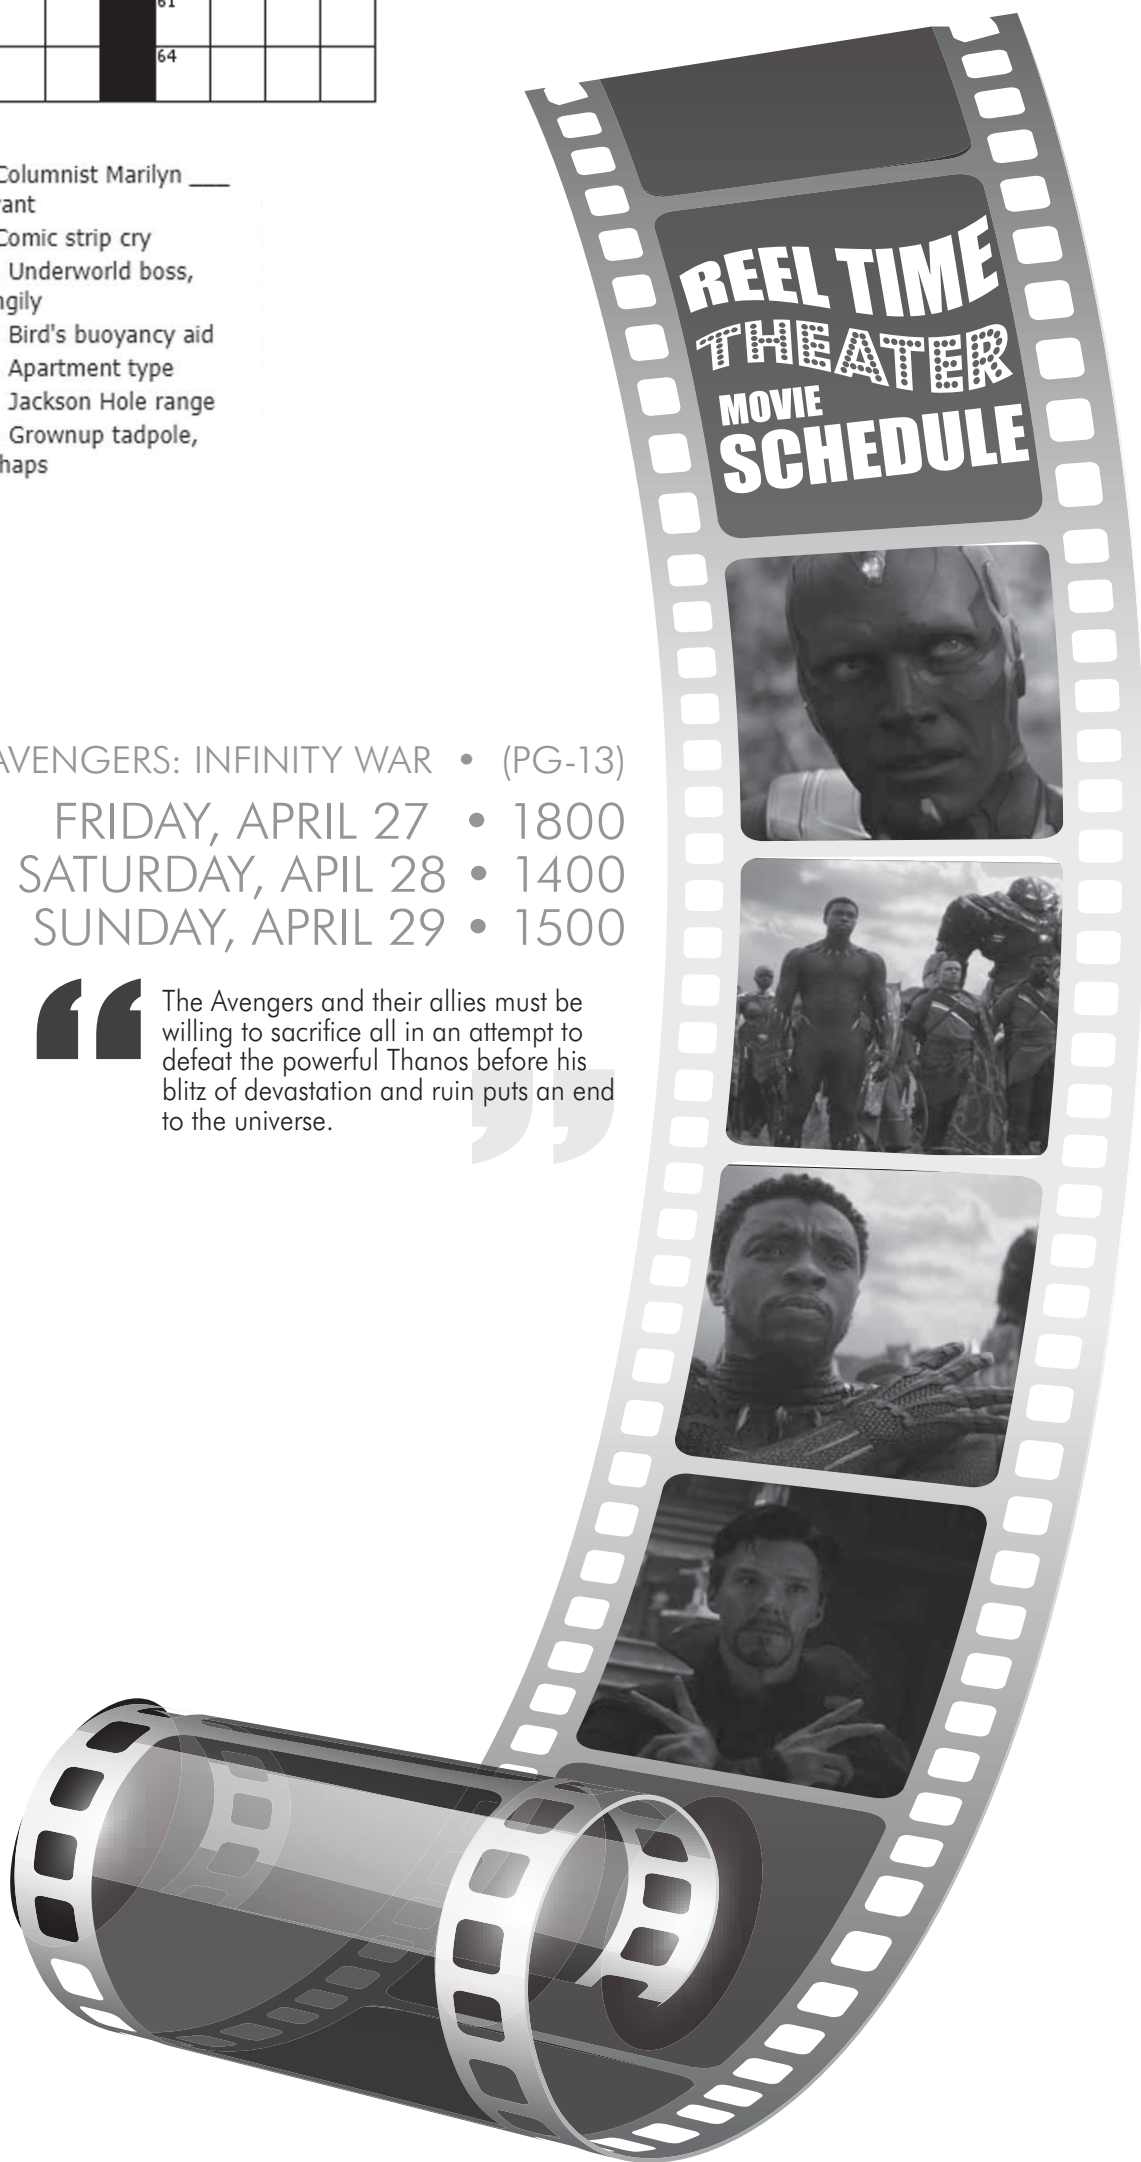 61
64
Columnist Marilyn ___
Comic strip cry
Underworld boss,
Bird's buoyancy aid
Apartment type
Jackson Hole range
Grownup tadpole,
REEL TIME
THEATER
MOVIE
SCHEDULE
AVENGERS: INFINITY WAR • (PG-13)
FRIDAY, APRIL 27 • 1800
SATURDAY, APIL 28 • 1400
SUNDAY, APRIL 29 • 1500
“ The Avengers and their allies must be
willing to sacrifice all in an attempt to
defeat the powerful Thanos before his
blitz of devastation and ruin puts an end
to the universe. ”